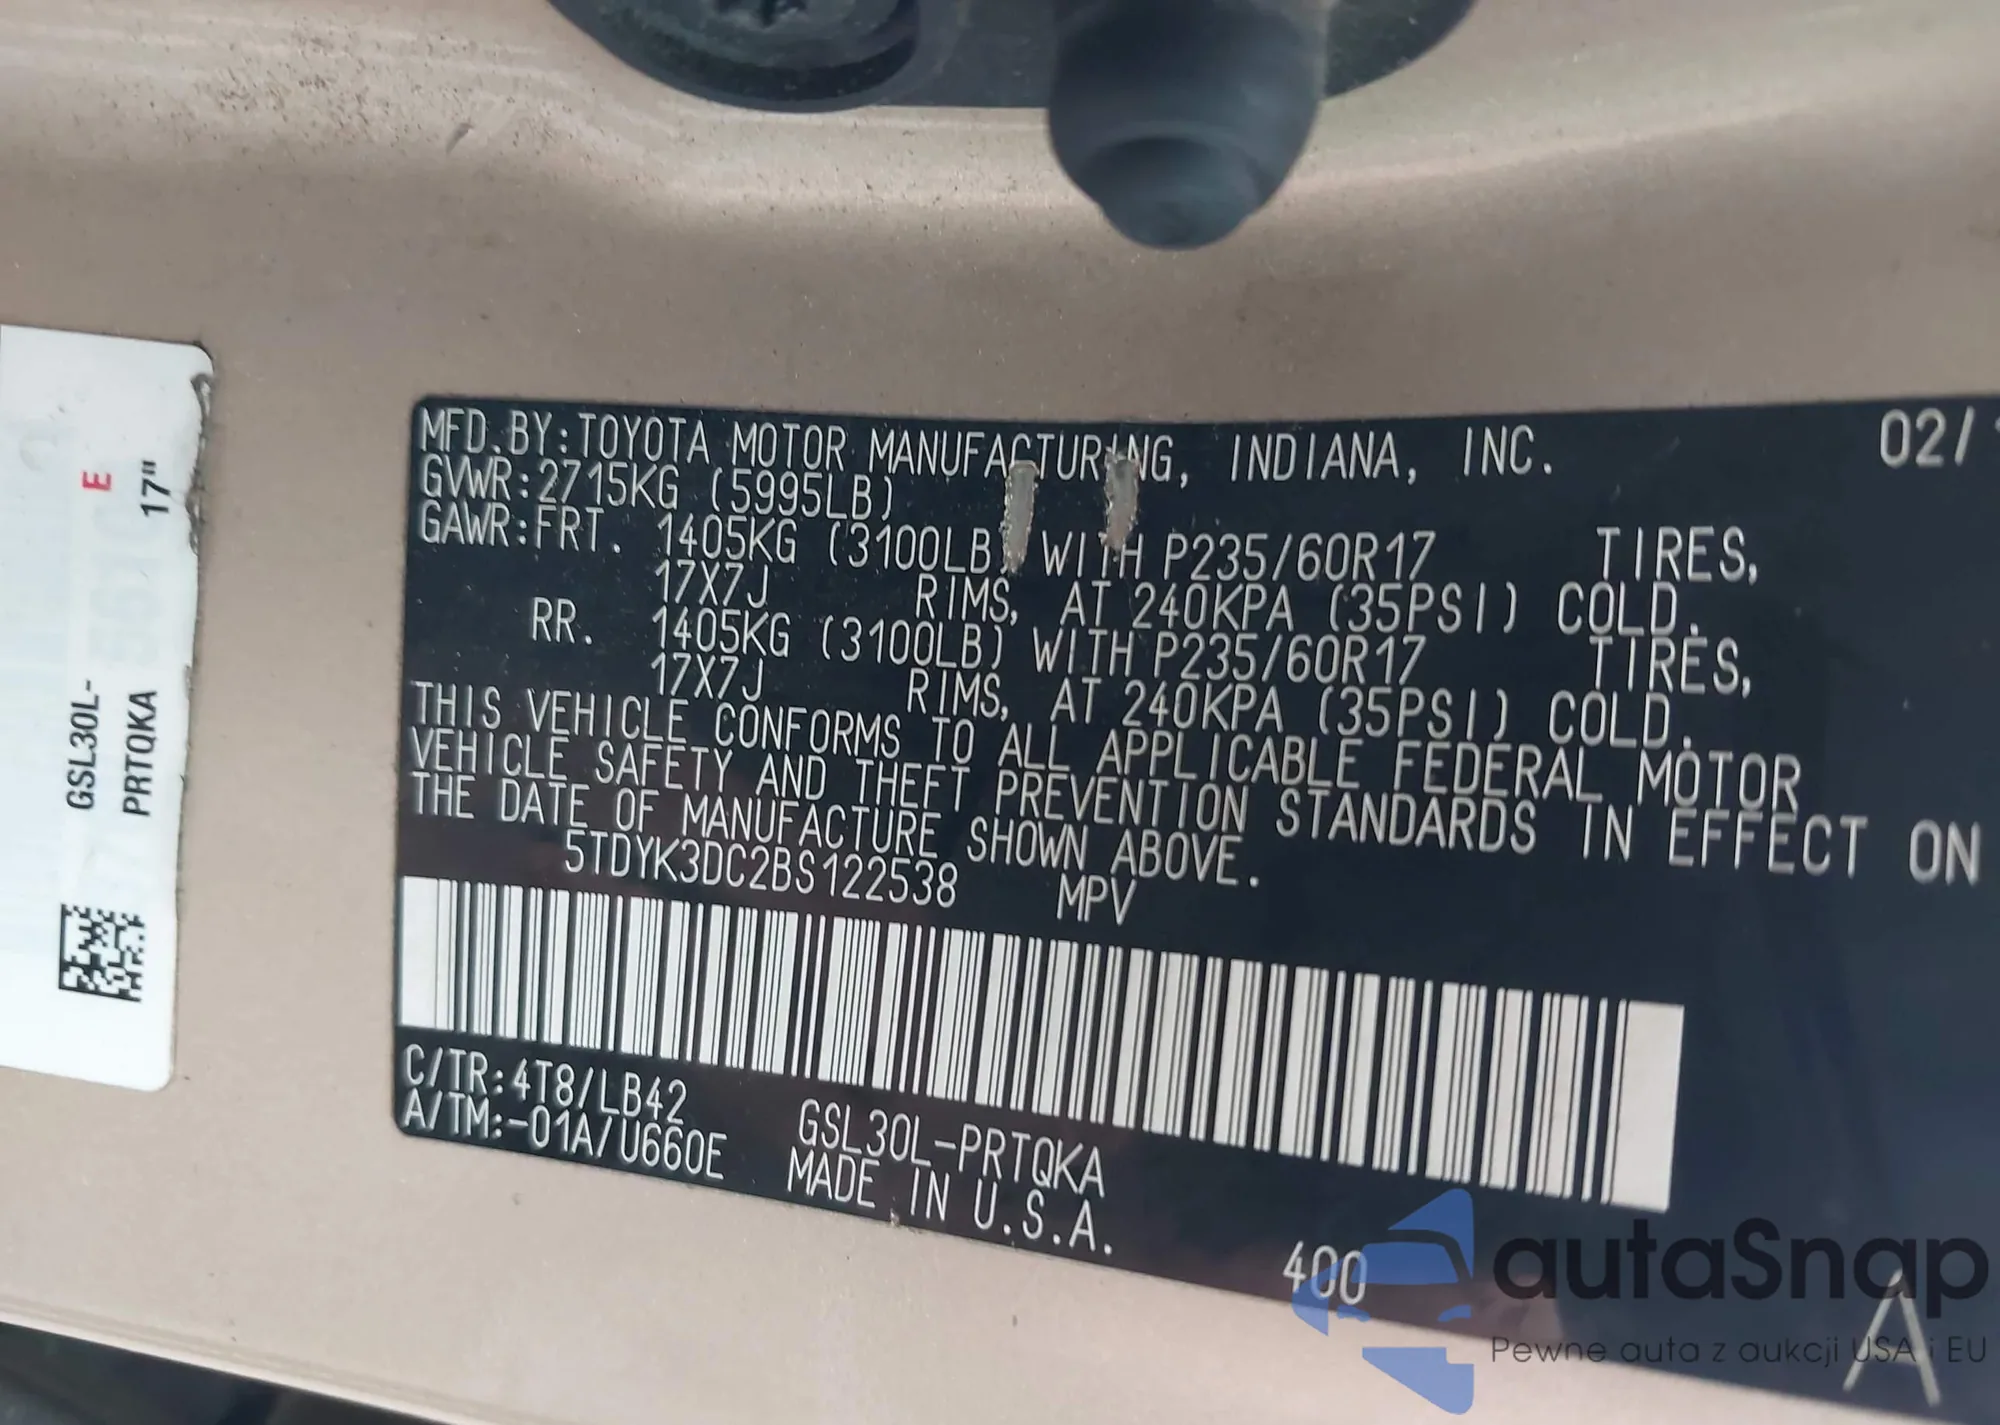 MFD.BY:TOYOTA MOTOR MANUFACTURING, INDIANA, INC. 02/
GVWR:2715KG (5995LB)
GAWR:FRT. 1405KG (3100LB) WITH P235/60R17 TIRES,
17X7J RIMS, AT 240KPA (35PSI) COLD.
RR. 1405KG (3100LB) WITH P235/60R17 TIRES,
17X7J RIMS, AT 240KPA (35PSI) COLD.
THIS VEHICLE CONFORMS TO ALL APPLICABLE FEDERAL MOTOR
VEHICLE SAFETY AND THEFT PREVENTION STANDARDS IN EFFECT ON
THE DATE OF MANUFACTURE SHOWN ABOVE.
5TDYK3DC2BS122538 MPV
C/TR:4T8/LB42
A/TM:-01A/U660E
GSL30L-PRTQKA
MADE IN U.S.A.
400
A
GSL30L-
PRTQKA
E
17"
autaSnap
Pewne auta z aukcji USA i EU